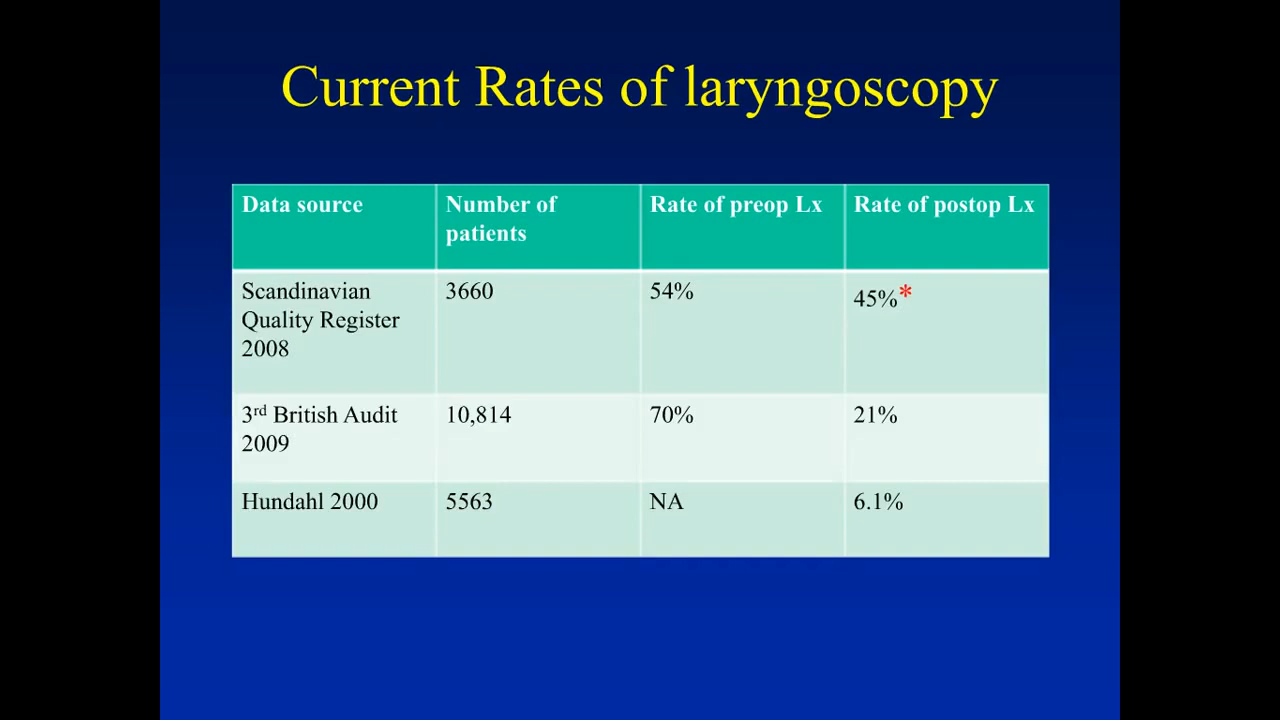 Current Rates of laryngoscopy
Data source
Number of
patients
Rate of preop Lx
Rate of postop Lx
Scandinavian
Quality Register
2008
3660
54%
45%*
3rd British Audit
2009
10,814
70%
21%
Hundahl 2000
5563
NA
6.1%